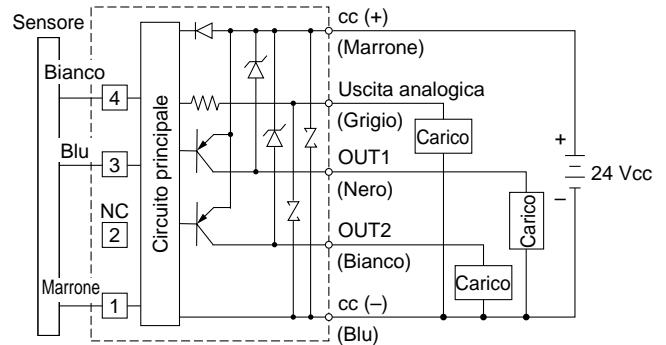 Sensore
cc (+)
(Marrone)
Bianco
4
Uscita analogica
(Grigio)
Carico
Circuito principale
Blu
3
OUT1
(Nero)
+
24 Vcc
–
Carico
NC
2
OUT2
(Bianco)
Carico
Marrone
1
cc (–)
(Blu)